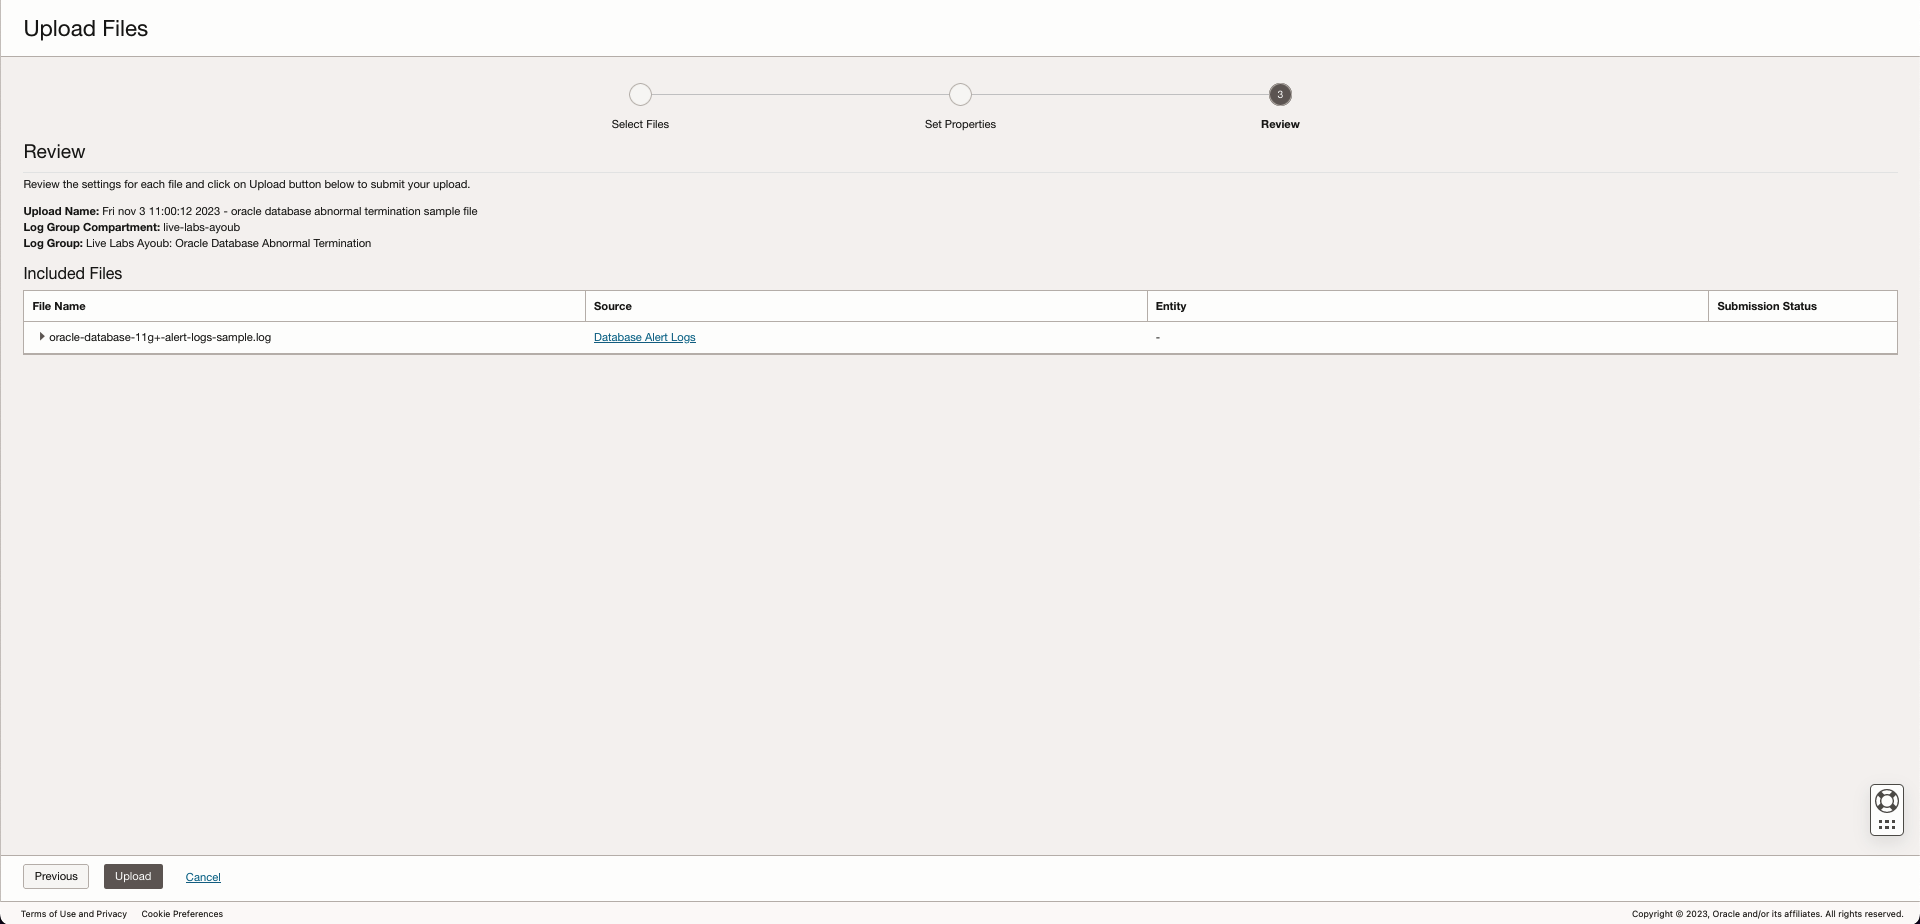 Upload Files
3
Select Files
Set Properties
Review
Review
Review the settings for each file and click on Upload button below to submit your upload.
Upload Name: Fri nov 3 11:00:12 2023 - oracle database abnormal termination sample file
Log Group Compartment: live-labs-ayoub
Log Group: Live Labs Ayoub: Oracle Database Abnormal Termination
Included Files
File Name Source Entity Submission Status
oracle-database-11g+-alert-logs-sample.log Database Alert Logs -
Previous Upload Cancel
Terms of Use and Privacy Cookie Preferences Copyright © 2023, Oracle and/or its affiliates. All rights reserved.